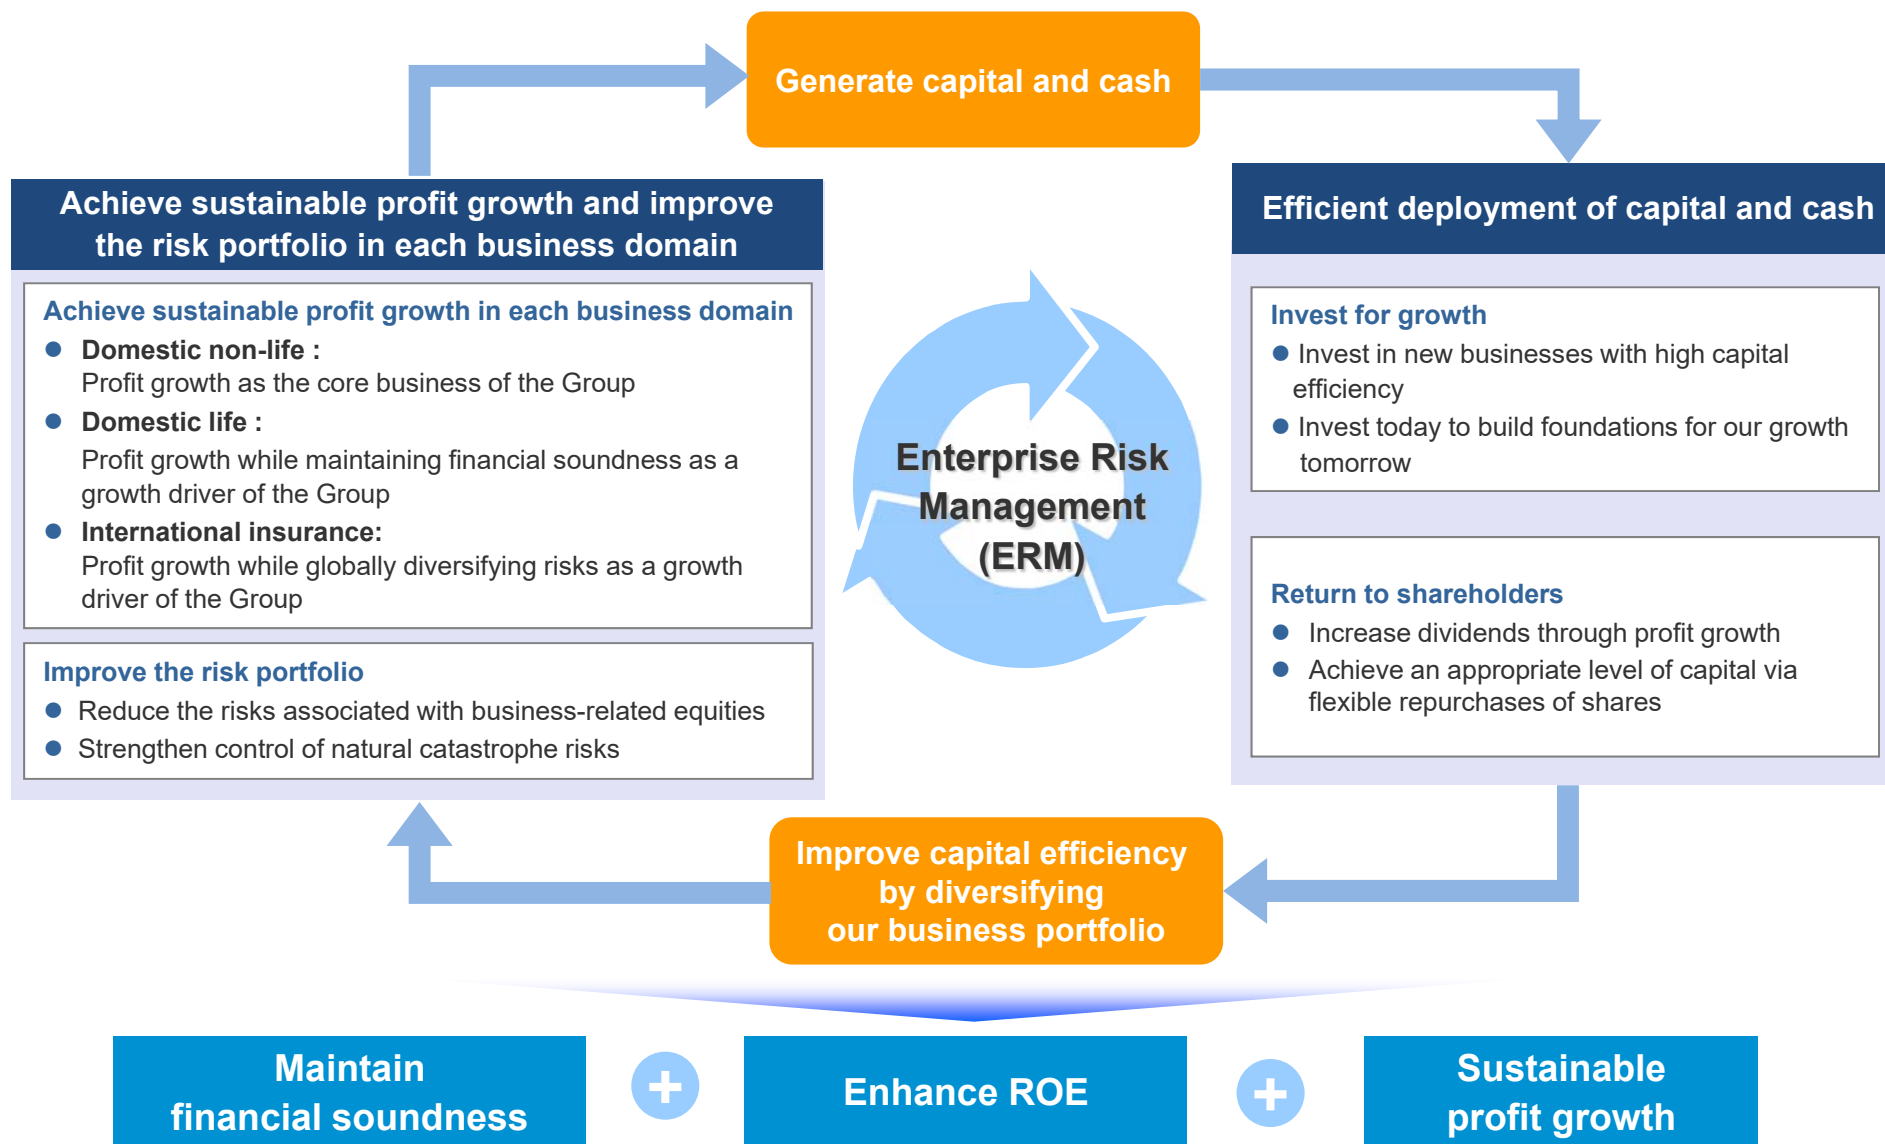 Generate capital and cash
Achieve sustainable profit growth and improve
the risk portfolio in each business domain
Achieve sustainable profit growth in each business domain
● Domestic non-life :
Profit growth as the core business of the Group
● Domestic life :
Profit growth while maintaining financial soundness as a
growth driver of the Group
● International insurance:
Profit growth while globally diversifying risks as a growth
driver of the Group
Improve the risk portfolio
● Reduce the risks associated with business-related equities
● Strengthen control of natural catastrophe risks
Enterprise Risk
Management
(ERM)
Efficient deployment of capital and cash
Invest for growth
● Invest in new businesses with high capital
efficiency
● Invest today to build foundations for our growth
tomorrow
Return to shareholders
● Increase dividends through profit growth
● Achieve an appropriate level of capital via
flexible repurchases of shares
Improve capital efficiency
by diversifying
our business portfolio
Maintain
financial soundness
+
Enhance ROE
+
Sustainable
profit growth